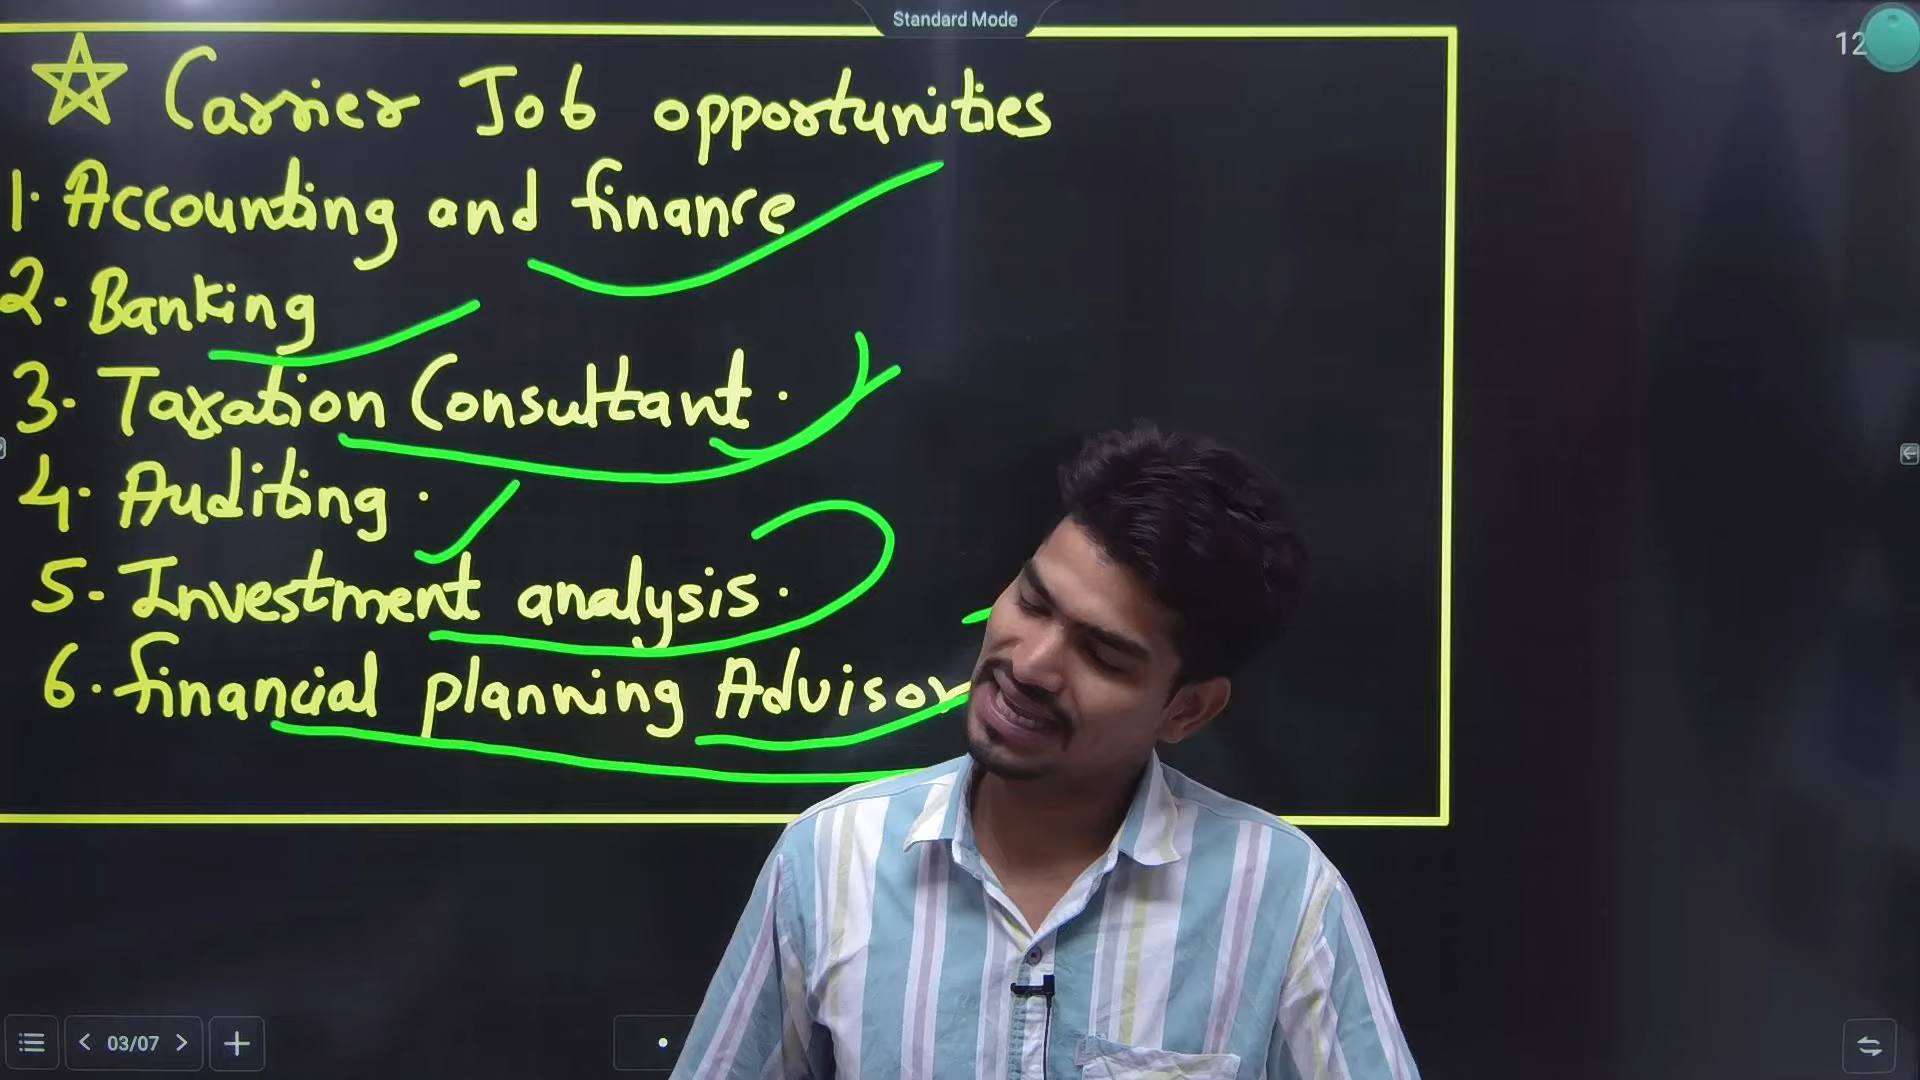 Standard Mode
12
Carrier Job opportunities
1. Accounting and finance
2. Banking
3. Taxation Consultant.
4. Auditing.
5. Investment analysis.
6. financial planning Advisor
03/07